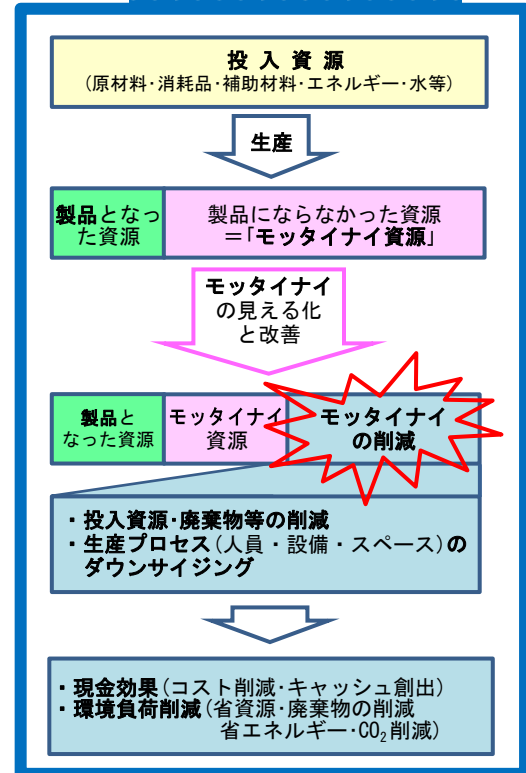 投入資源
(原材料・消耗品・補助材料・エネルギー・水等)
生産
製品となっ
た資源
製品にならなかった資源
＝「モッタイナイ資源」
モッタイナイ
の見える化
と改善
製品と
なった資源
モッタイナイ
資源
モッタイナイ
の削減
・投入資源・廃棄物等の削減
・生産プロセス(人員・設備・スペース)の
ダウンサイジング
・現金効果(コスト削減・キャッシュ創出)
・環境負荷削減(省資源・廃棄物の削減
省エネルギー・CO₂削減)